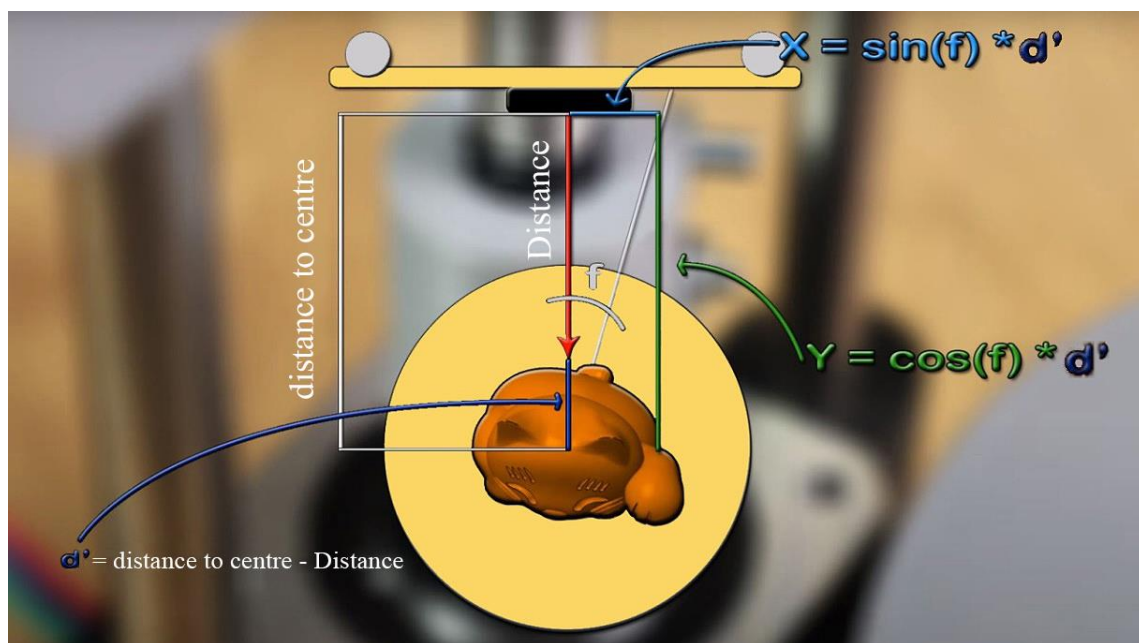 X = sin(f) * d'
distance to centre
Distance
f
Y = cos(f) * d'
d' = distance to centre - Distance